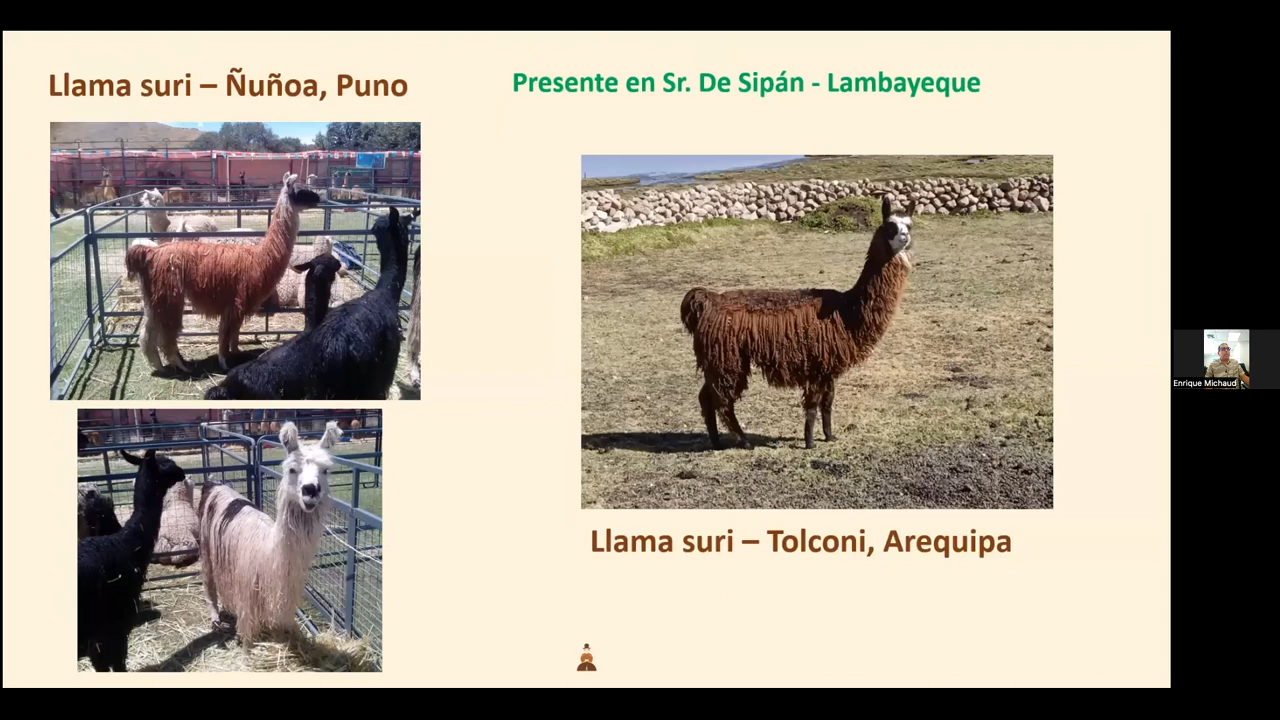 Llama suri – Ñuñoa, Puno
Presente en Sr. De Sipán - Lambayeque
Llama suri – Tolconi, Arequipa
Enrique Michaud